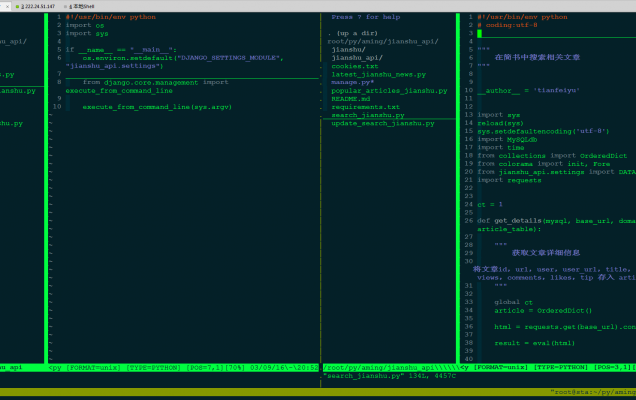 222.24.51.147
本地Shell
_api/
.py
ianshu.py
hu.py
1 #!/usr/bin/env python
2 import os
3 import sys
4
5 if __name__ == "__main__":
6 os.environ.setdefault("DJANGO_SETTINGS_MODULE",
"jianshu_api.settings")
7
8 from django.core.management import
execute_from_command_line
9
10 execute_from_command_line(sys.argv)
Press ? for help
. (up a dir)
/root/py/aming/jianshu_api/
jianshu/
jianshu_api/
cookies.txt
latest_jianshu_news.py
manage.py*
popular_articles_jianshu.py
README.md
requirements.txt
search_jianshu.py
update_search_jianshu.py
1 #!/usr/bin/env python
2 # coding:utf-8
3
5 """
6 在简书中搜索相关文章
7 """
8
9
10 __author__ = 'tianfeiyu'
11
12
13 import sys
14 reload(sys)
15 sys.setdefaultencoding('utf-8')
16 import MySQLdb
17 import time
18 from collections import OrderedDict
19 from colorama import init, Fore
20 from jianshu_api.settings import DATA
21 import requests
22
23
24 ct = 1
25
26 def get_details(mysql, base_url, doma
article_table):
27
28 """
29 获取文章详细信息
30
将文章id, url, user, user_url, title,
views, comments, likes, tip 存入 arti
31 """
32
33 global ct
34 article = OrderedDict()
35
36 html = requests.get(base_url).con
37
38 result = eval(html)
39
40
hu_api
<py [FORMAT=unix] [TYPE=PYTHON] [POS=7,1][70%] 03/09/16\-\20:52
/root/py/aming/jianshu_api\\\\\\
<y [FORMAT=unix] [TYPE=PYTHON] [POS=3,1][
"search_jianshu.py" 134L, 4457C
"root@sta:~/py/aming